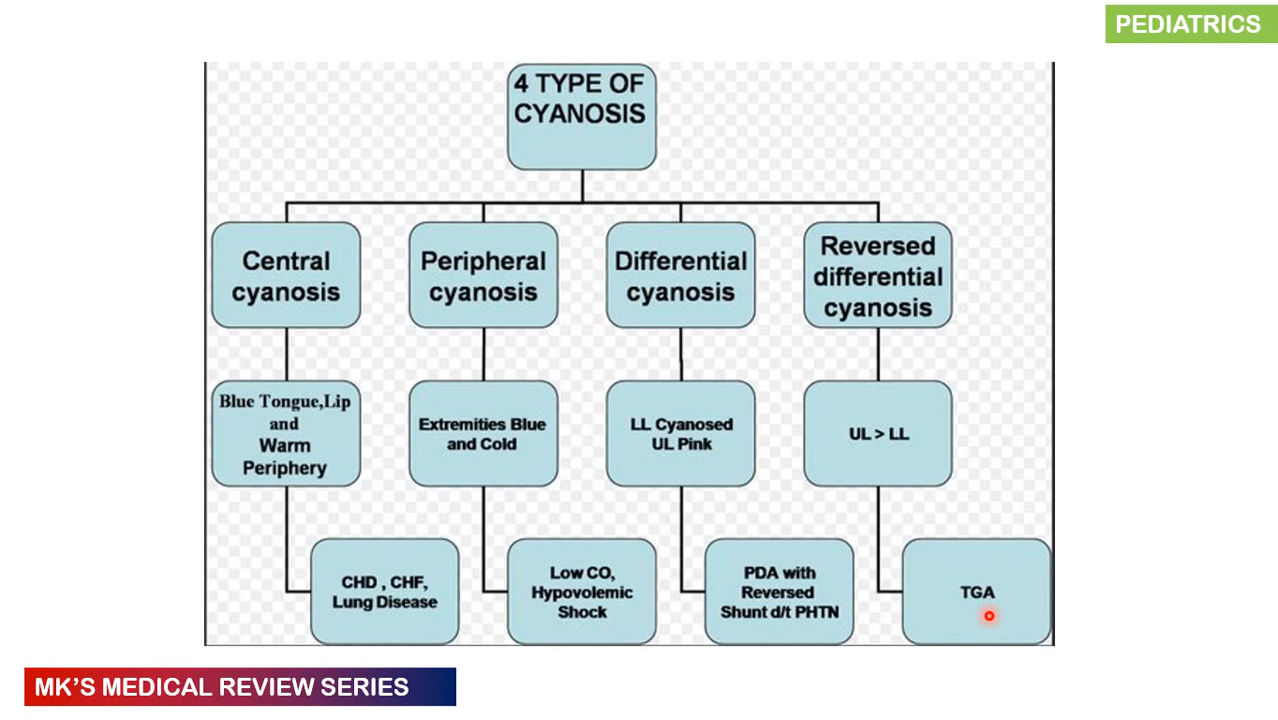 PEDIATRICS
4 TYPE OF
CYANOSIS
Central
cyanosis
Peripheral
cyanosis
Differential
cyanosis
Reversed
differential
cyanosis
Blue Tongue,Lip
and
Warm
Periphery
Extremities Blue
and Cold
LL Cyanosed
UL Pink
UL > LL
CHD , CHF,
Lung Disease
Low CO,
Hypovolemic
Shock
PDA with
Reversed
Shunt d/t PHTN
TGA
MK'S MEDICAL REVIEW SERIES